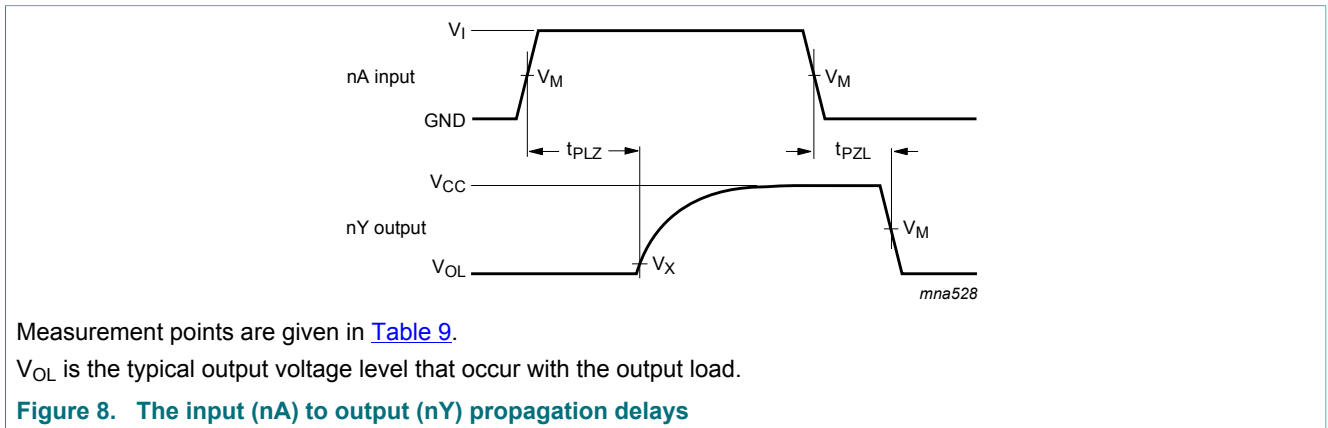 V_I
nA input
V_M
V_M
GND
t_PLZ
t_PZL
V_CC
nY output
V_M
V_OL
V_X
mna528
Measurement points are given in Table 9.
V_OL is the typical output voltage level that occur with the output load.
Figure 8. The input (nA) to output (nY) propagation delays